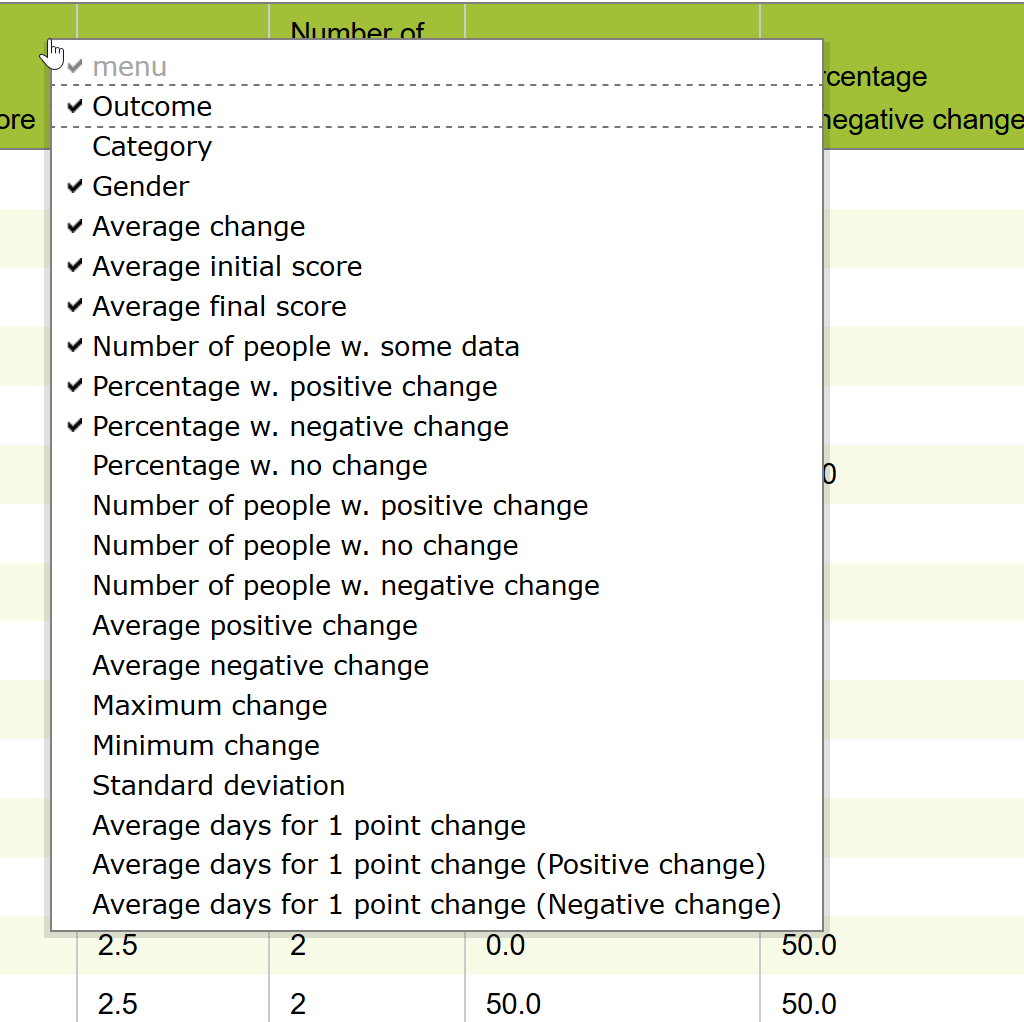 Number of
menu
rcentage
Outcome
ore
negative change
Category
Gender
Average change
Average initial score
Average final score
Number of people w. some data
Percentage w. positive change
Percentage w. negative change
Percentage w. no change
0
Number of people w. positive change
Number of people w. no change
Number of people w. negative change
Average positive change
Average negative change
Maximum change
Minimum change
Standard deviation
Average days for 1 point change
Average days for 1 point change (Positive change)
Average days for 1 point change (Negative change)
2.5 2 0.0 50.0
2.5 2 50.0 50.0